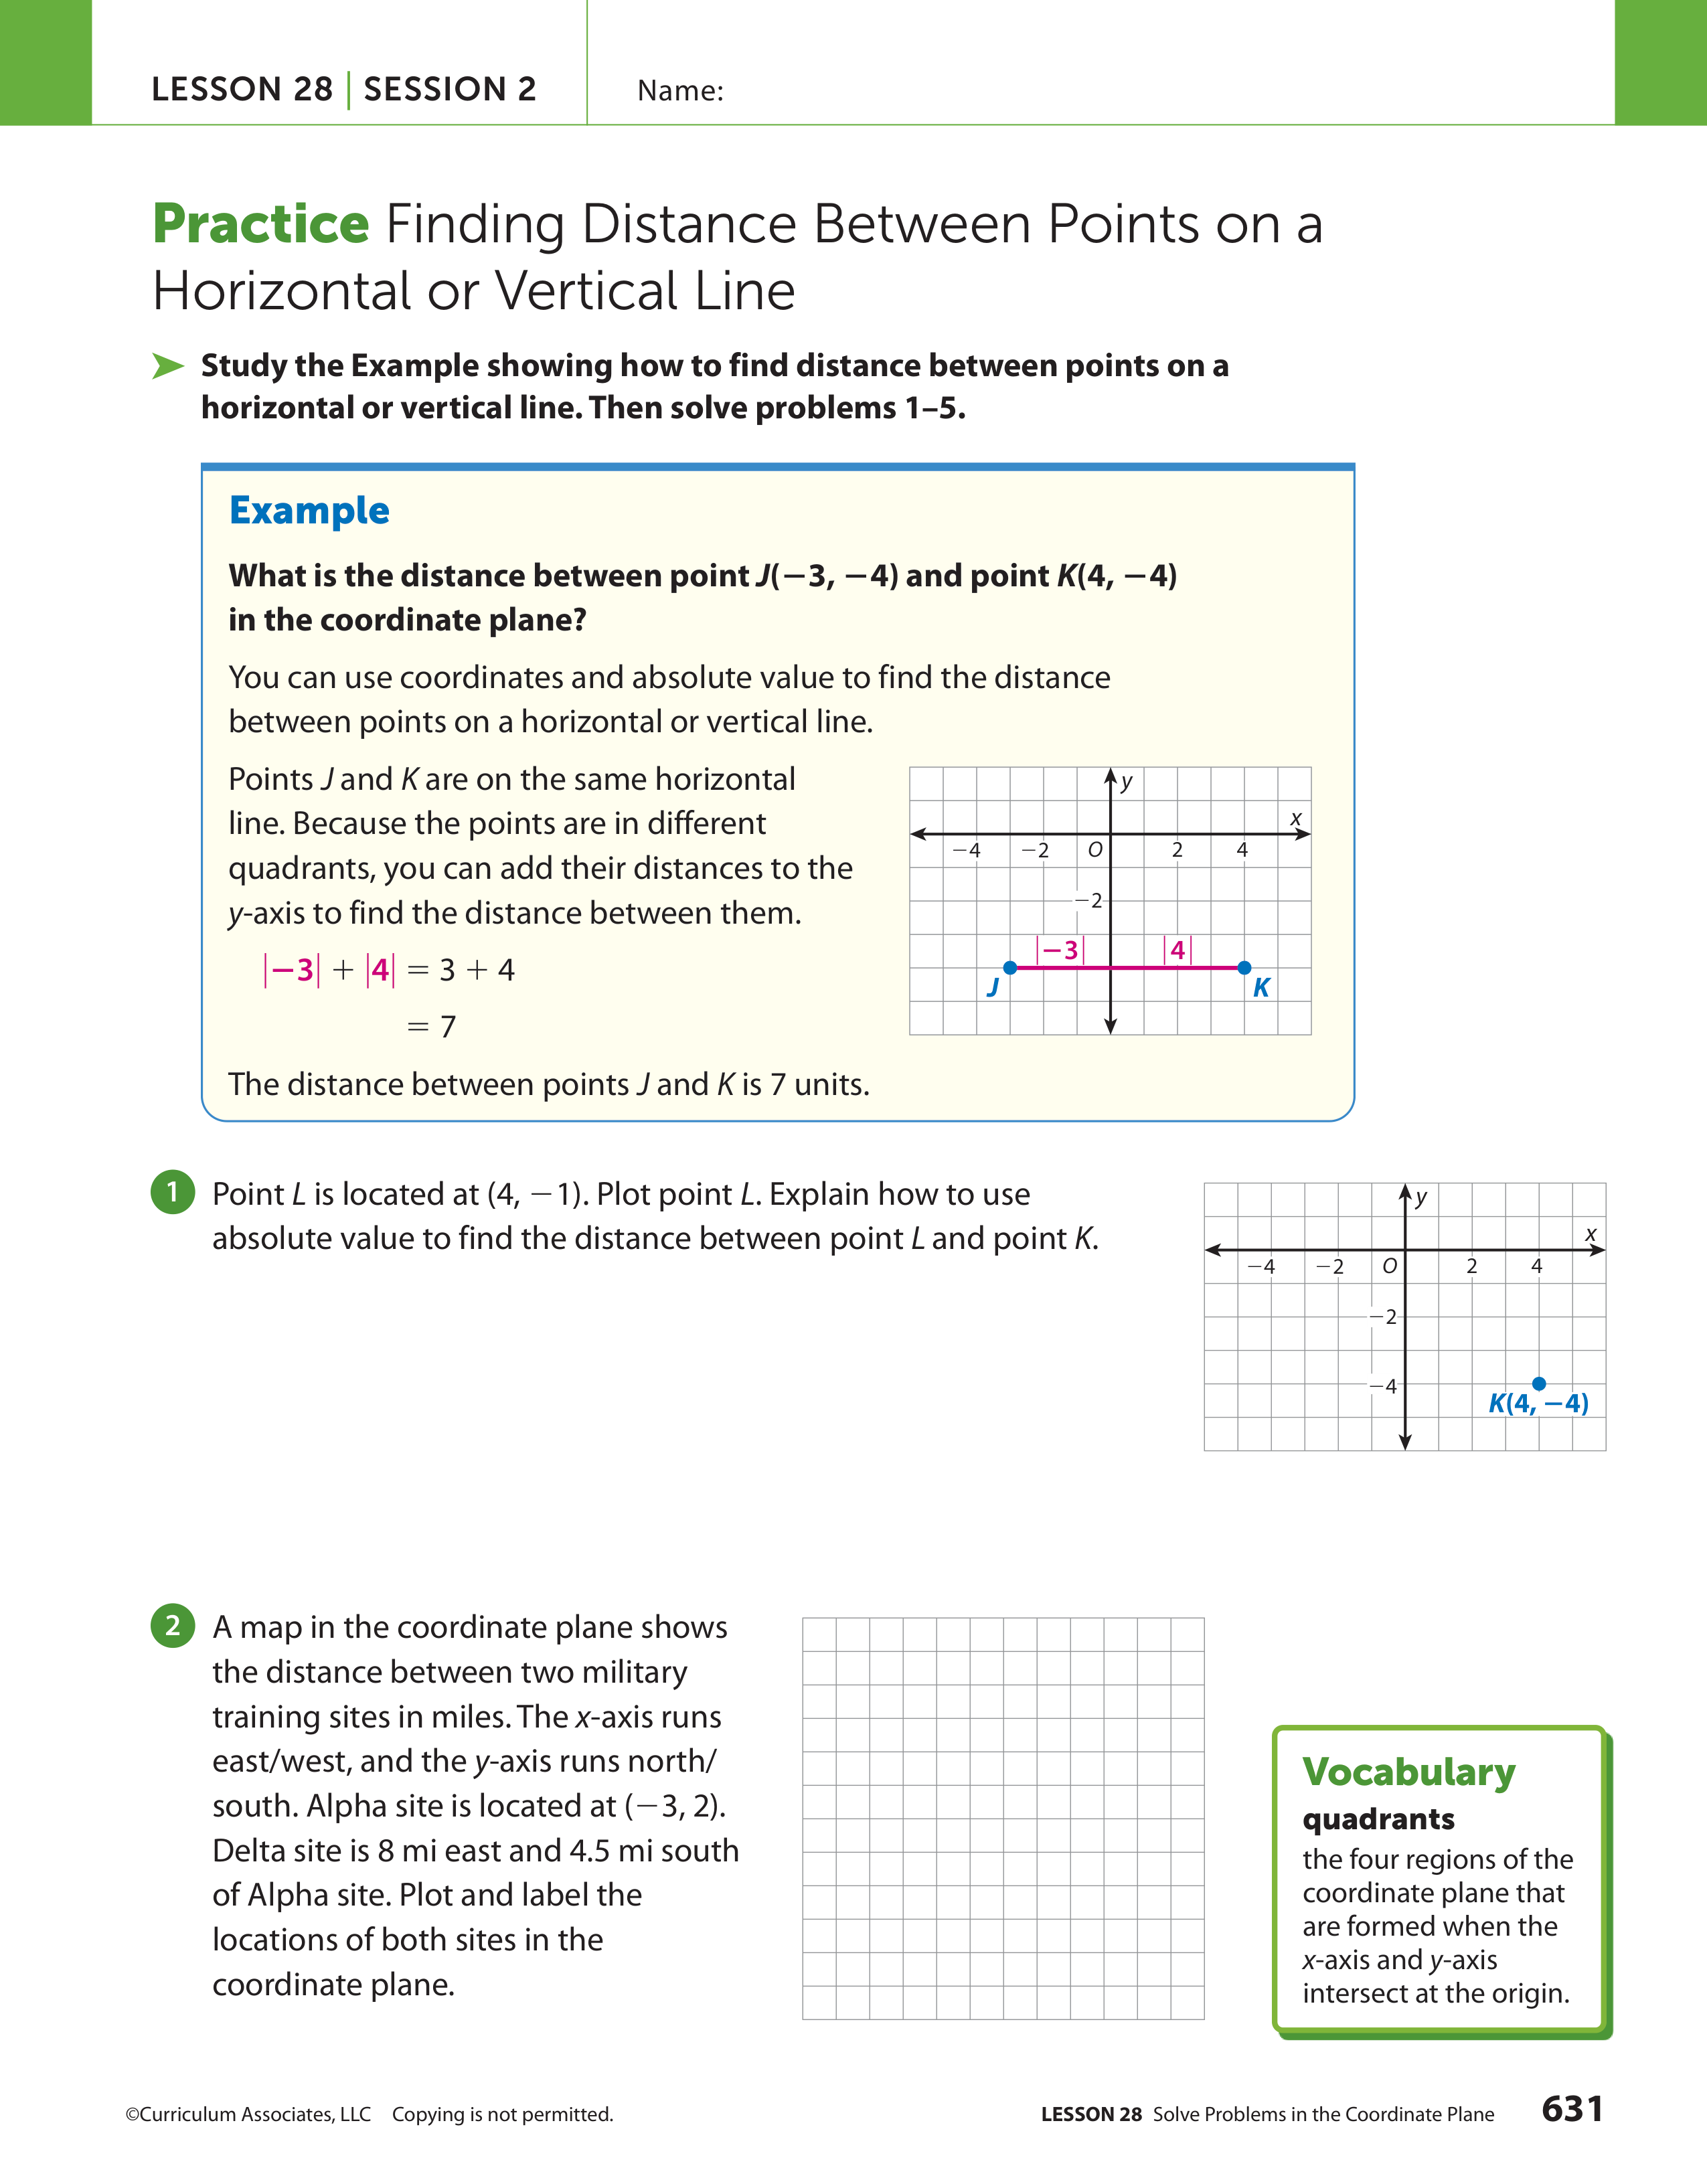 LESSON 28 | SESSION 2
Name:
Practice Finding Distance Between Points on a
Horizontal or Vertical Line
Study the Example showing how to find distance between points on a
horizontal or vertical line. Then solve problems 1–5.
Example
What is the distance between point J(−3, −4) and point K(4, −4)
in the coordinate plane?
You can use coordinates and absolute value to find the distance
between points on a horizontal or vertical line.
Points J and K are on the same horizontal
line. Because the points are in different
quadrants, you can add their distances to the
y-axis to find the distance between them.
|−3| + |4| = 3 + 4
= 7
The distance between points J and K is 7 units.
y
x
−4 −2 O 2 4
−2
|−3| |4|
J K
1 Point L is located at (4, −1). Plot point L. Explain how to use
absolute value to find the distance between point L and point K.
y
x
−4 −2 O 2 4
−2
−4
K(4, −4)
2 A map in the coordinate plane shows
the distance between two military
training sites in miles. The x-axis runs
east/west, and the y-axis runs north/
south. Alpha site is located at (−3, 2).
Delta site is 8 mi east and 4.5 mi south
of Alpha site. Plot and label the
locations of both sites in the
coordinate plane.
Vocabulary
quadrants
the four regions of the
coordinate plane that
are formed when the
x-axis and y-axis
intersect at the origin.
©Curriculum Associates, LLC Copying is not permitted.
LESSON 28 Solve Problems in the Coordinate Plane 631